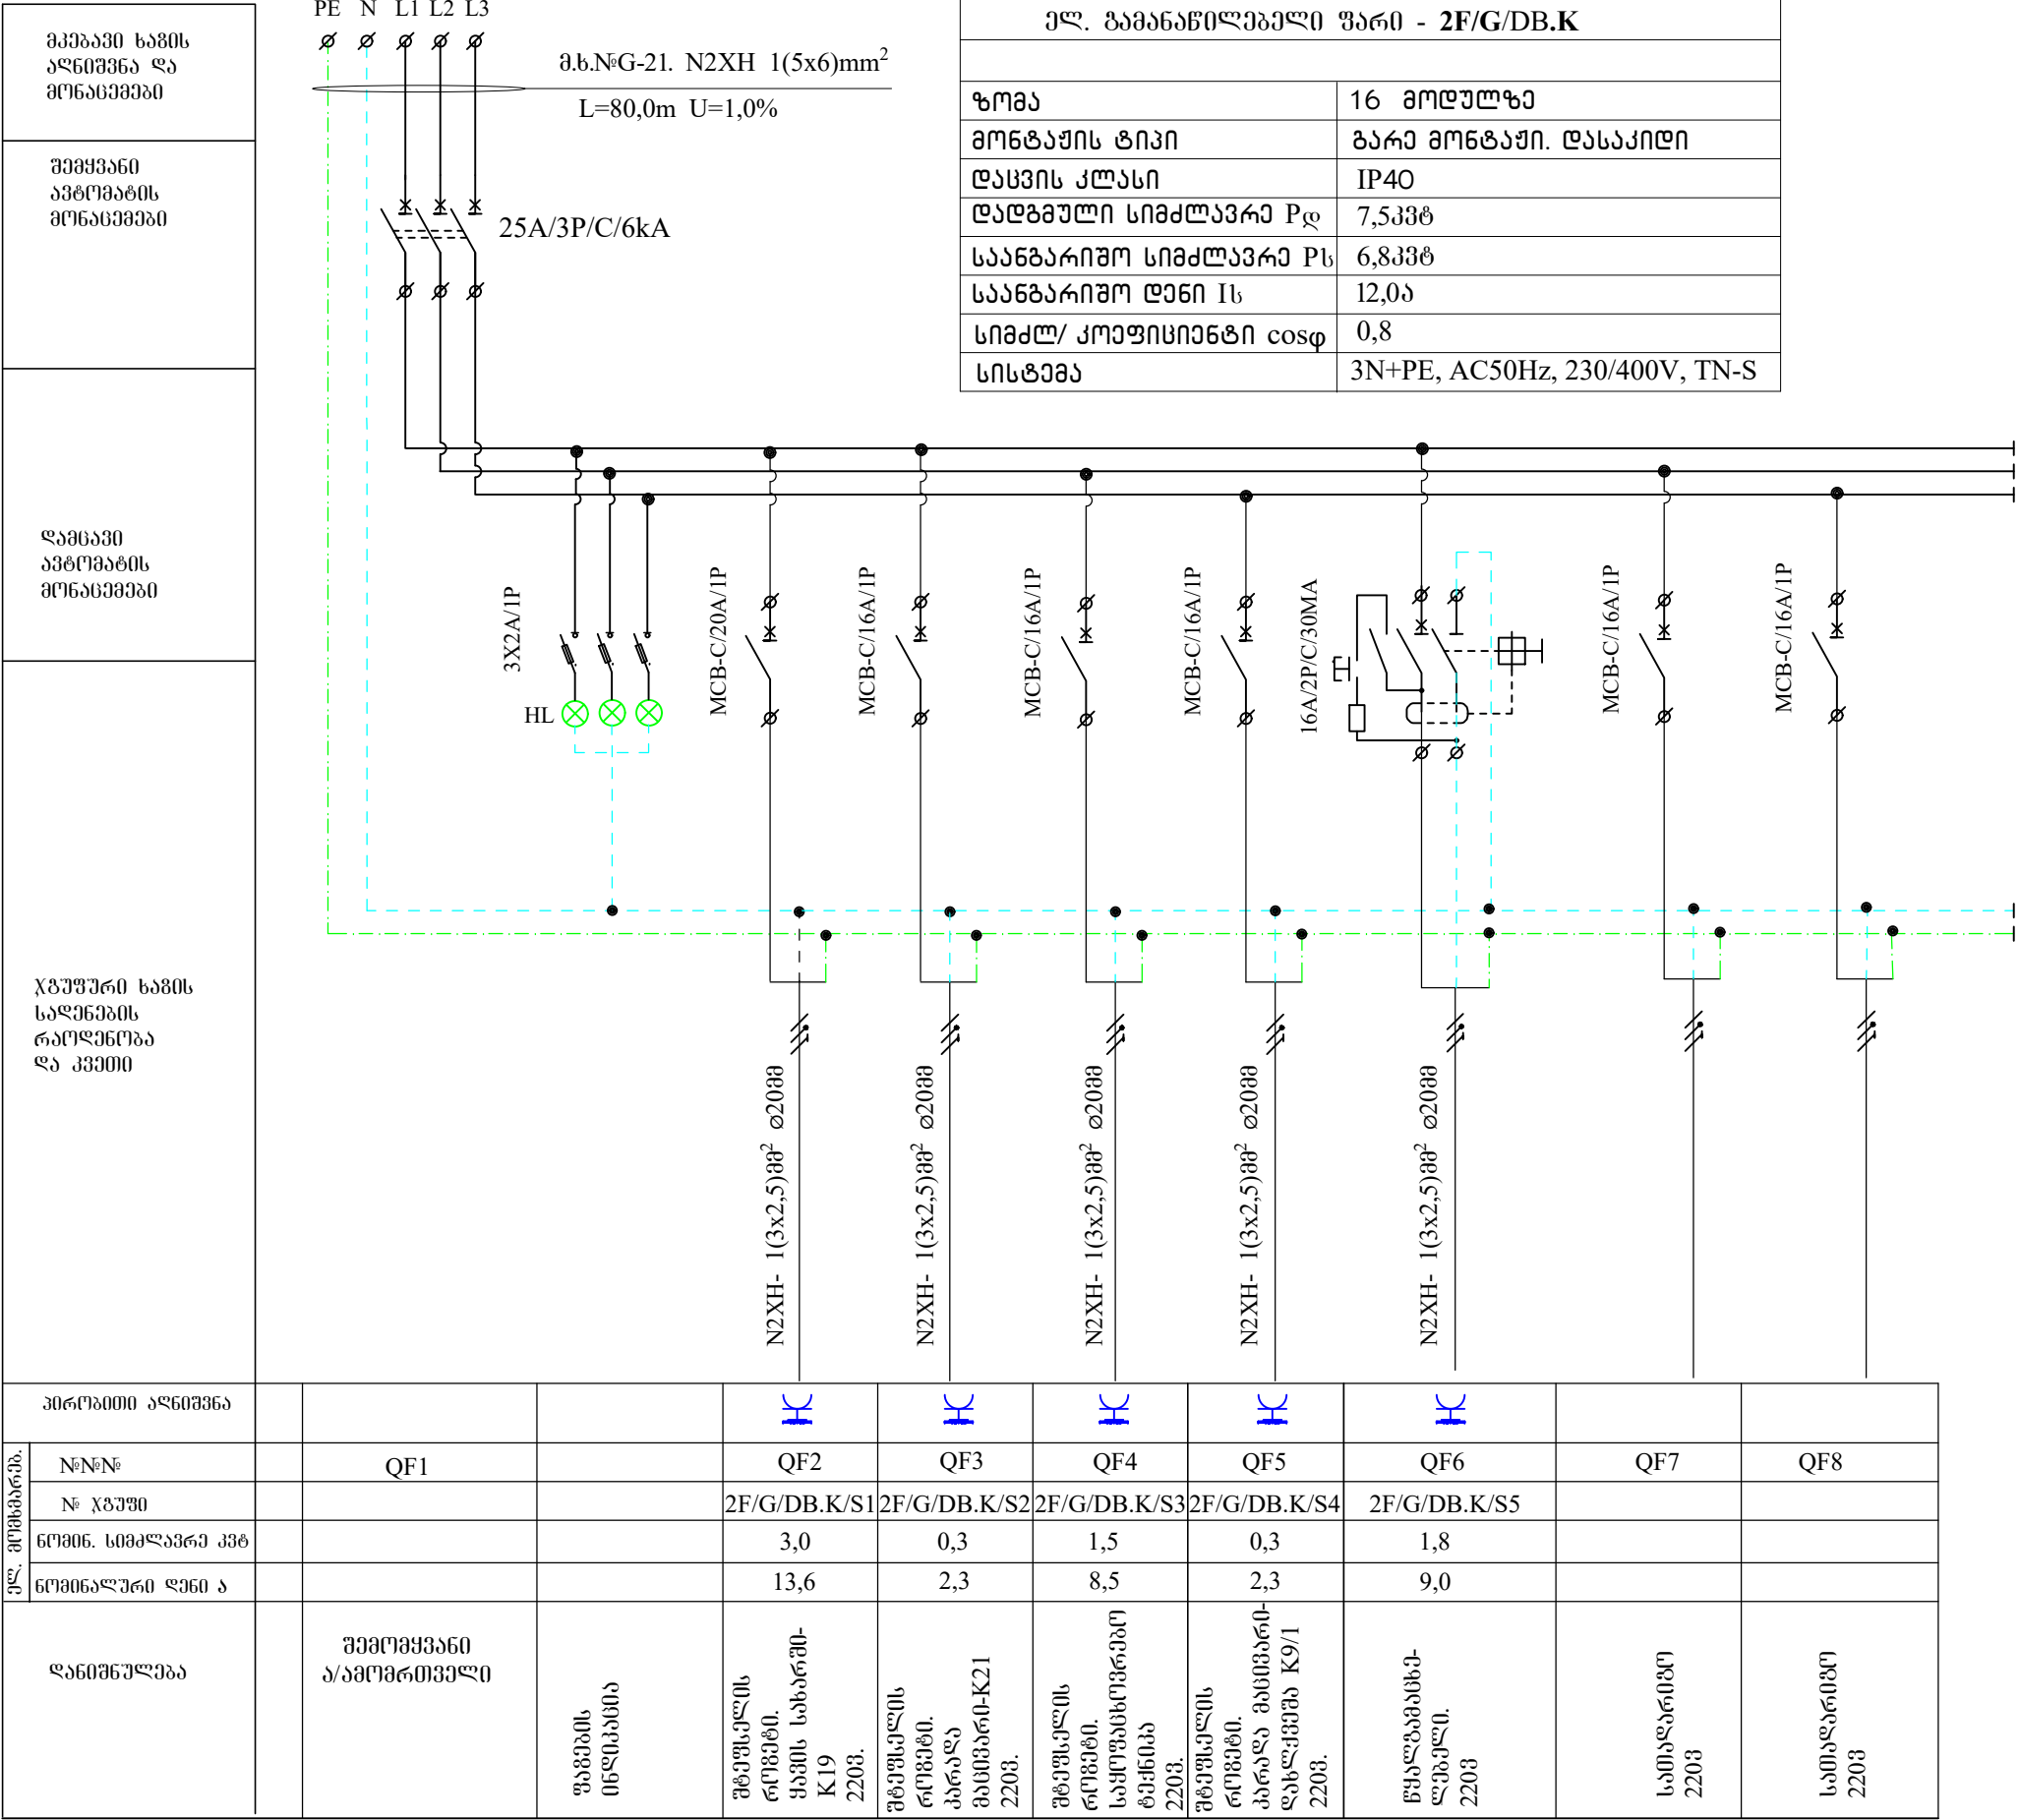 PE N L1 L2 L3
მკვებავი ხაზის
აღნიშვნა და
მონაცემები
მ.ხ.№G-21. N2XH 1(5x6)mm²
L=80,0m U=1,0%
ელ. გამანაწილებელი ფარი - 2F/G/DB.K
ზომა 16 მოდულზე
მონტაჟის ტიპი გარე მონტაჟი. დასაკიდი
დაცვის კლასი IP40
დადგმული სიმძლავრე Pდ 7,5კვტ
საანგარიშო სიმძლავრე Pს 6,8კვტ
საანგარიშო დენი Iს 12,0ა
სიმძლ/ კოეფიციენტი cosφ 0,8
სისტემა 3N+PE, AC50Hz, 230/400V, TN-S
შემყვანი
ავტომატის
მონაცემები
25A/3P/C/6kA
დამცავი
ავტომატის
მონაცემები
3X2A/1P
HL
MCB-C/20A/1P
MCB-C/16A/1P
MCB-C/16A/1P
MCB-C/16A/1P
16A/2P/C/30MA
MCB-C/16A/1P
MCB-C/16A/1P
ჯგუფური ხაზის
სადენების
რაოდენობა
და კვეთი
N2XH- 1(3x2,5)მმ² ⌀20მმ
N2XH- 1(3x2,5)მმ² ⌀20მმ
N2XH- 1(3x2,5)მმ² ⌀20მმ
N2XH- 1(3x2,5)მმ² ⌀20მმ
N2XH- 1(3x2,5)მმ² ⌀20მმ
პირობითი აღნიშვნა
ელ. მომხმარებ.
№№№ QF1 QF2 QF3 QF4 QF5 QF6 QF7 QF8
№ ჯგუფი 2F/G/DB.K/S1 2F/G/DB.K/S2 2F/G/DB.K/S3 2F/G/DB.K/S4 2F/G/DB.K/S5
ნომინ. სიმძლავრე კვტ 3,0 0,3 1,5 0,3 1,8
ნომინალური დენი ა 13,6 2,3 8,5 2,3 9,0
დანიშნულება
შემომყვანი
ა/ამომრთველი
ფაზების
ინდიკაცია
შტეფსელის
როზეტი.
ყავის სახარში-
K19
220ვ.
შტეფსელის
როზეტი.
კარადა
მაცივარი-K21
220ვ.
შტეფსელის
როზეტი.
საყოფაცხოვრებო
ტექნიკა
220ვ.
შტეფსელის
როზეტი.
კარადა მაცივარი-
დახლქვეშა K9/1
220ვ.
წყალგამაცხე-
ლებელი.
220ვ
სათადარიგო
220ვ
სათადარიგო
220ვ